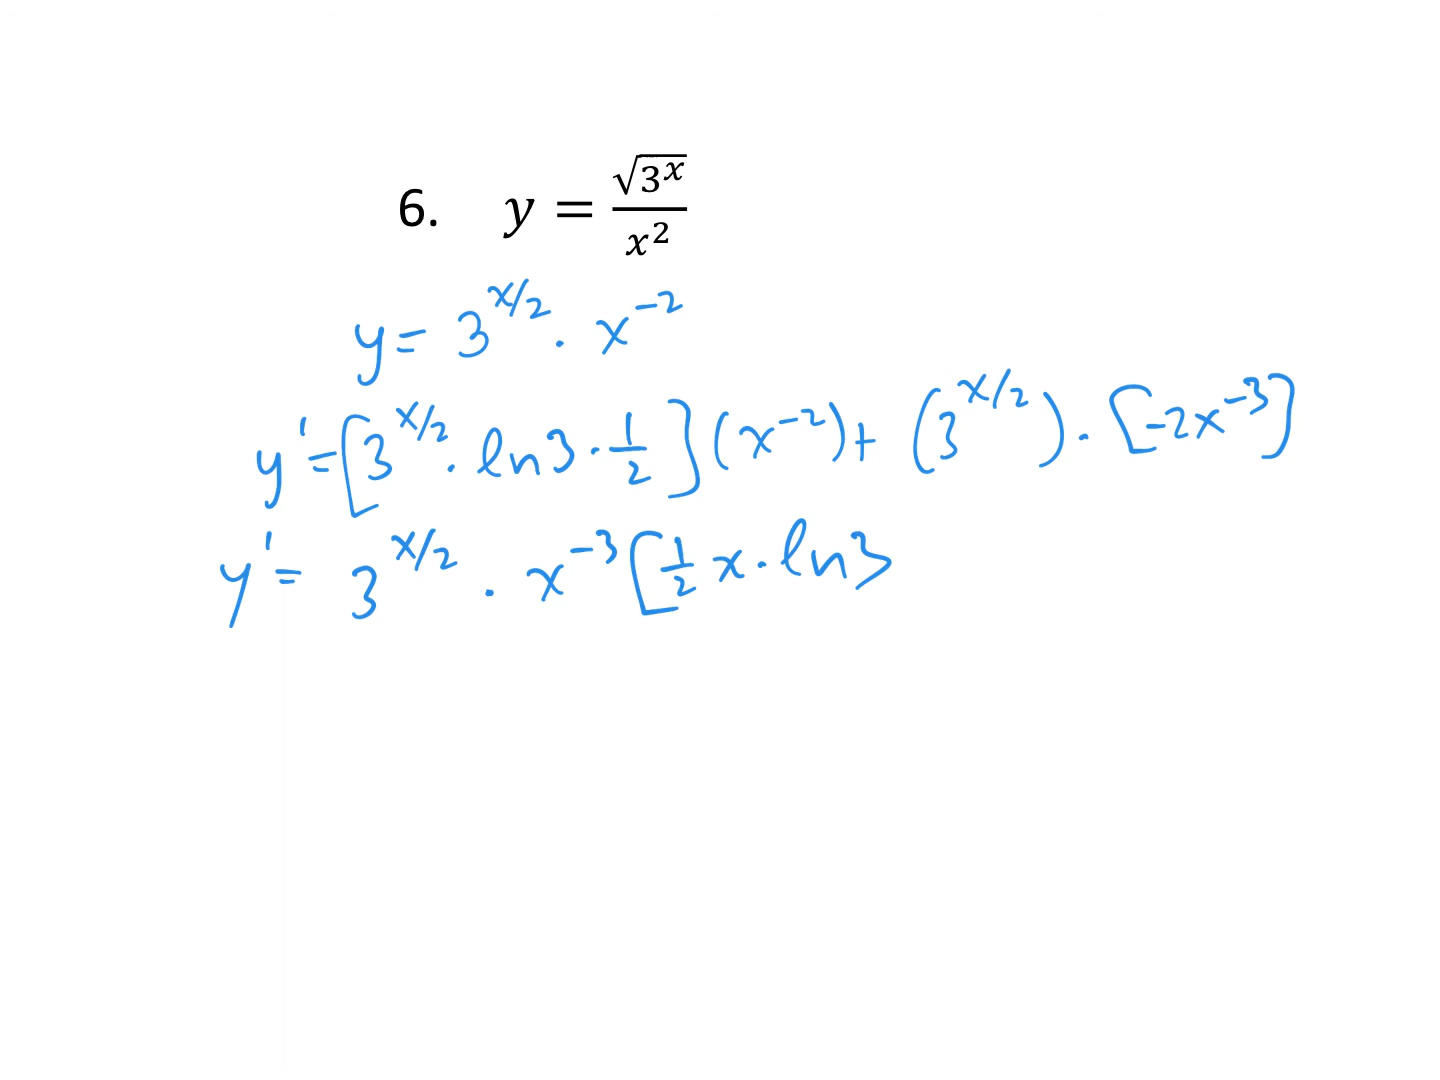 6. y = √3^x / x^2
y = 3^x/2 · x^-2
y' = [3^x/2 · ln3 · 1/2](x^-2) + (3^x/2) · [-2x^-3]
y' = 3^x/2 · x^-3 [1/2 x · ln3